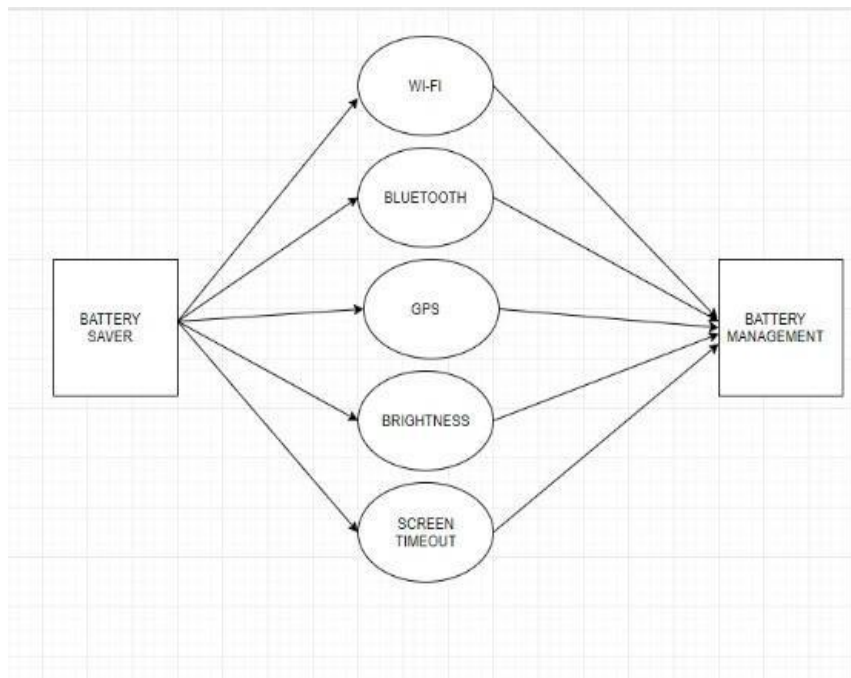 WI-FI
BLUETOOTH
BATTERY
SAVER
GPS
BATTERY
MANAGEMENT
BRIGHTNESS
SCREEN
TIMEOUT